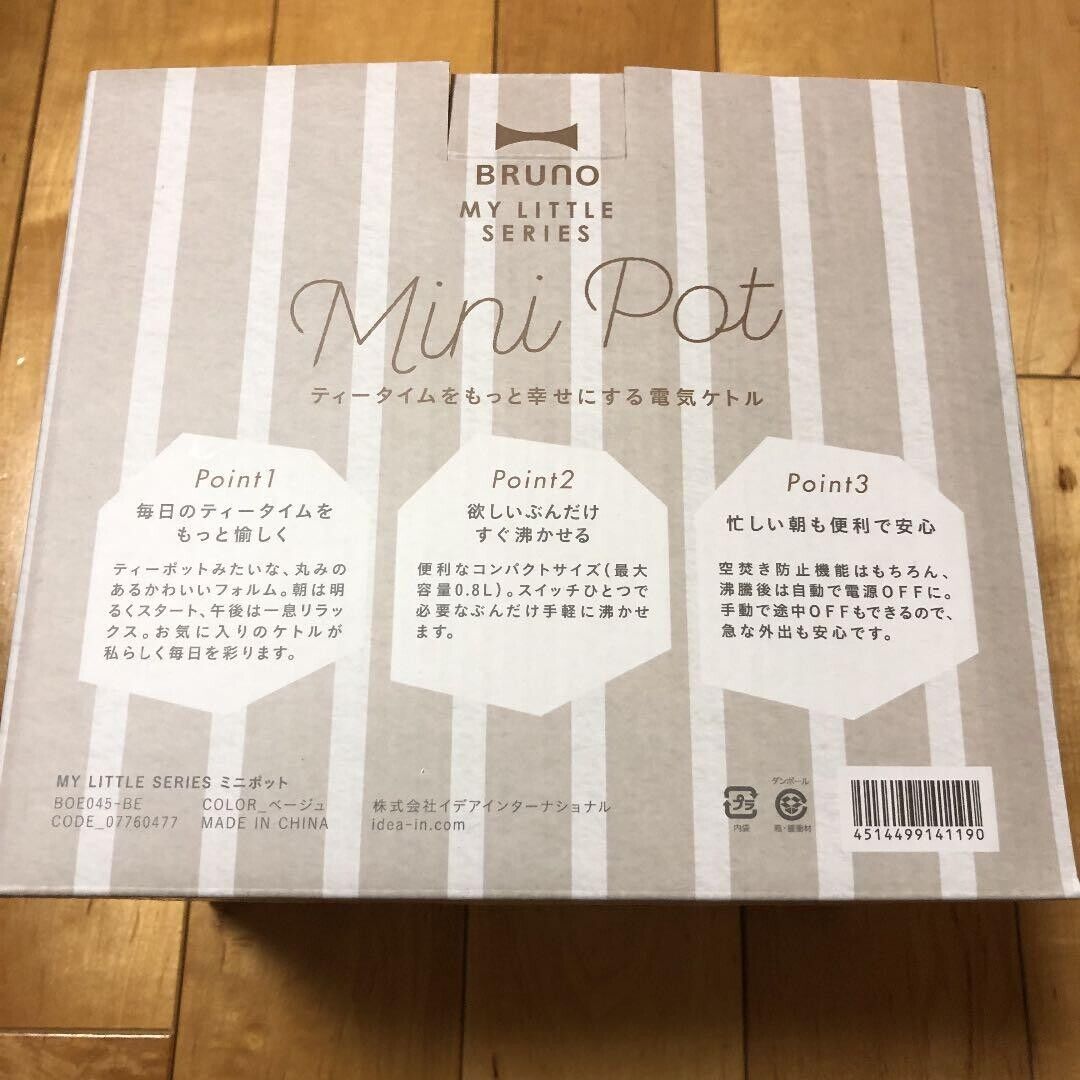 BRUNO
MY LITTLE
SERIES
Mini Pot
ティータイムをもっと幸せにする電気ケトル
Point1
毎日のティータイムを
もっと愉しく
ティーポットみたいな、丸みの
あるかわいいフォルム。朝は明
るくスタート、午後は一息リラッ
クス。お気に入りのケトルが
私らしく毎日を彩ります。
Point2
欲しいぶんだけ
すぐ沸かせる
便利なコンパクトサイズ(最大
容量0.8L)。スイッチひとつで
必要なぶんだけ手軽に沸かせ
ます。
Point3
忙しい朝も便利で安心
空焚き防止機能はもちろん、
沸騰後は自動で電源OFFに。
手動で途中OFFもできるので、
急な外出も安心です。
MY LITTLE SERIES ミニポット
BOE045-BE COLOR_ベージュ
CODE_07760477 MADE IN CHINA
株式会社イデアインターナショナル
idea-in.com
プラ
内袋
ダンボール
箱・緩衝材
4514499141190